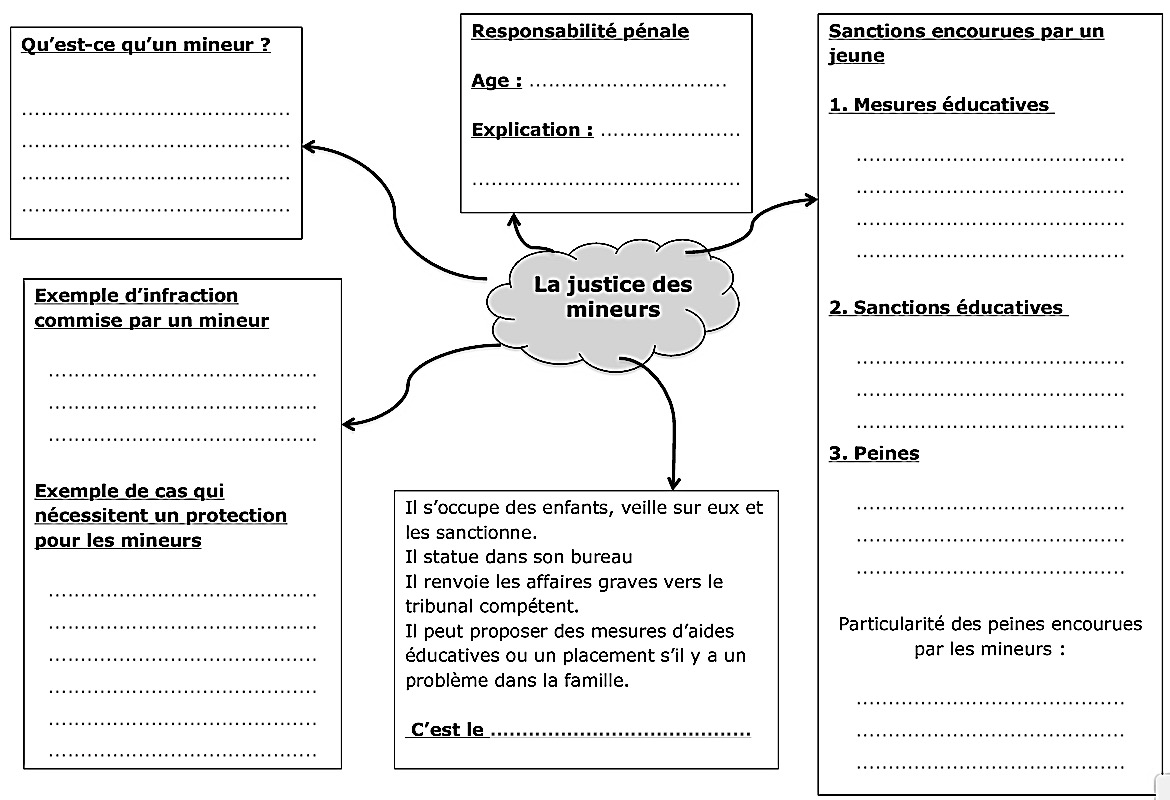 Qu'est-ce qu'un mineur ?
...........................................
...........................................
...........................................
...........................................
Responsabilité pénale
Age : ...............................
Explication : ......................
...........................................
Sanctions encourues par un
jeune
1. Mesures éducatives
...........................................
...........................................
...........................................
...........................................
2. Sanctions éducatives
...........................................
...........................................
...........................................
3. Peines
...........................................
...........................................
...........................................
Particularité des peines encourues
par les mineurs :
...........................................
...........................................
...........................................
La justice des
mineurs
Exemple d'infraction
commise par un mineur
...........................................
...........................................
...........................................
Exemple de cas qui
nécessitent un protection
pour les mineurs
...........................................
...........................................
...........................................
...........................................
...........................................
...........................................
Il s'occupe des enfants, veille sur eux et
les sanctionne.
Il statue dans son bureau
Il renvoie les affaires graves vers le
tribunal compétent.
Il peut proposer des mesures d'aides
éducatives ou un placement s'il y a un
problème dans la famille.
C'est le .........................................